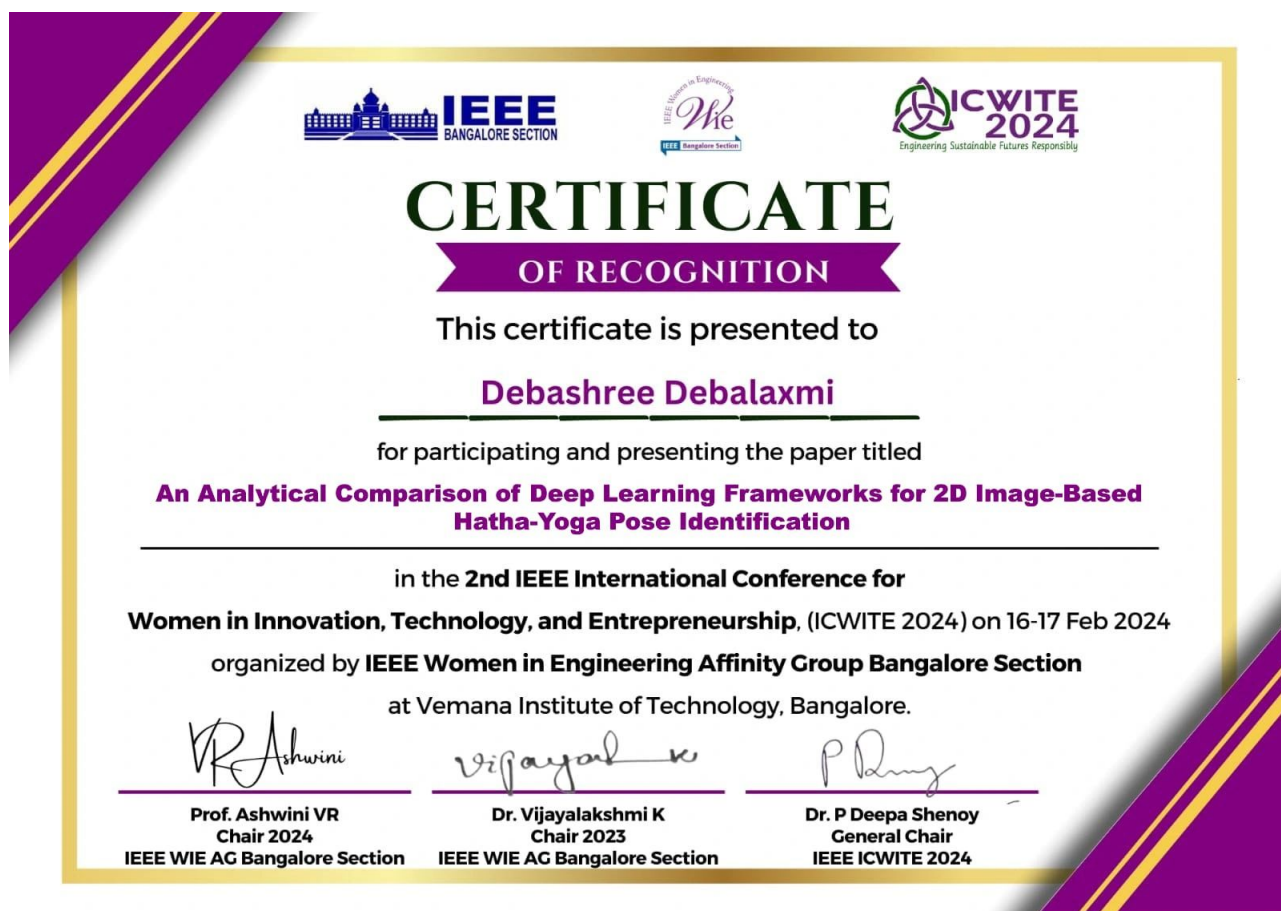 IEEE
BANGALORE SECTION
IEEE Women in Engineering
Wie
IEEE Bangalore Section
ICWITE
2024
Engineering Sustainable Futures Responsibly
CERTIFICATE
OF RECOGNITION
This certificate is presented to
Debashree Debalaxmi
for participating and presenting the paper titled
An Analytical Comparison of Deep Learning Frameworks for 2D Image-Based
Hatha-Yoga Pose Identification
in the 2nd IEEE International Conference for
Women in Innovation, Technology, and Entrepreneurship, (ICWITE 2024) on 16-17 Feb 2024
organized by IEEE Women in Engineering Affinity Group Bangalore Section
at Vemana Institute of Technology, Bangalore.
VR Ashwini
Prof. Ashwini VR
Chair 2024
IEEE WIE AG Bangalore Section
Dr. Vijayalakshmi K
Chair 2023
IEEE WIE AG Bangalore Section
Dr. P Deepa Shenoy
General Chair
IEEE ICWITE 2024